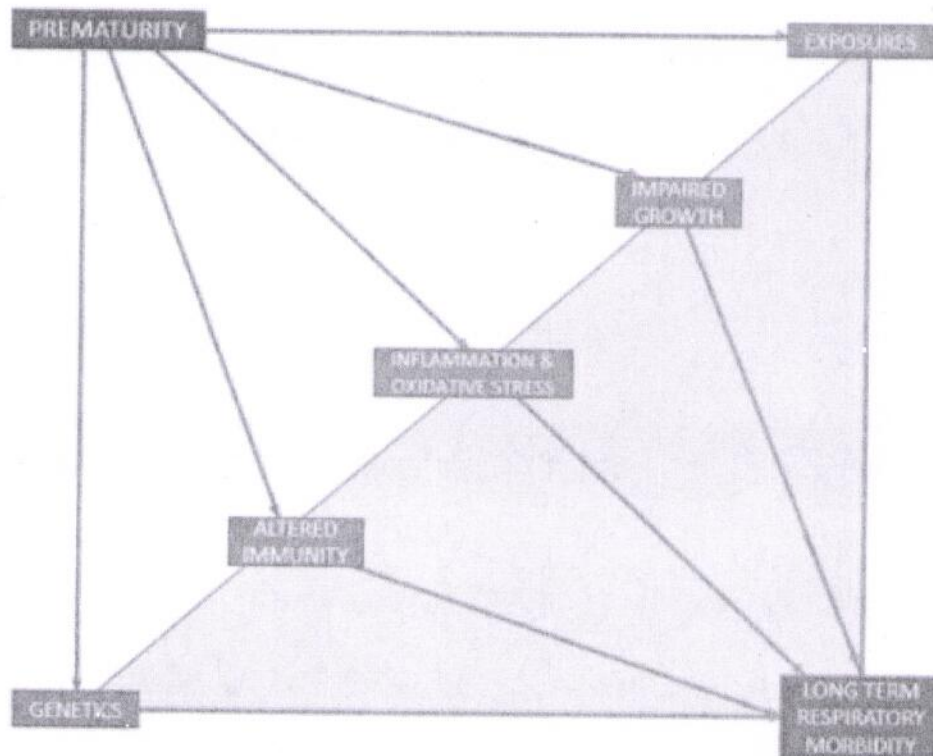 PREMATURITY
EXPOSURES
IMPAIRED
GROWTH
INFLAMMATION &
OXIDATIVE STRESS
ALTERED
IMMUNITY
GENETICS
LONG TERM
RESPIRATORY
MORBIDITY